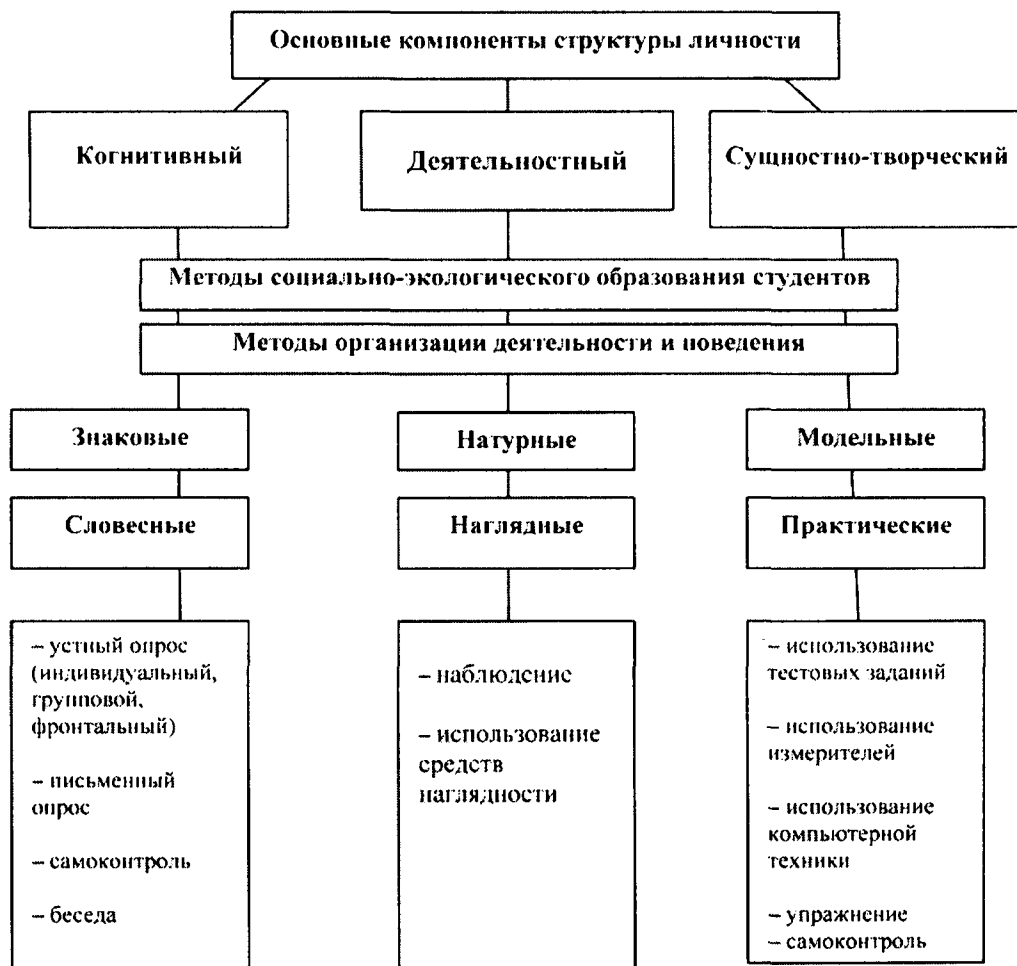 Основные компоненты структуры личности
Когнитивный
Деятельностный
Сущностно-творческий
Методы социально-экологического образования студентов
Методы организации деятельности и поведения
Знаковые
Натурные
Модельные
Словесные
Наглядные
Практические
– устный опрос
(индивидуальный,
групповой,
фронтальный)
– письменный
опрос
– самоконтроль
– беседа
– наблюдение
– использование
средств
наглядности
– использование
тестовых заданий
– использование
измерителей
– использование
компьютерной
техники
– упражнение
– самоконтроль